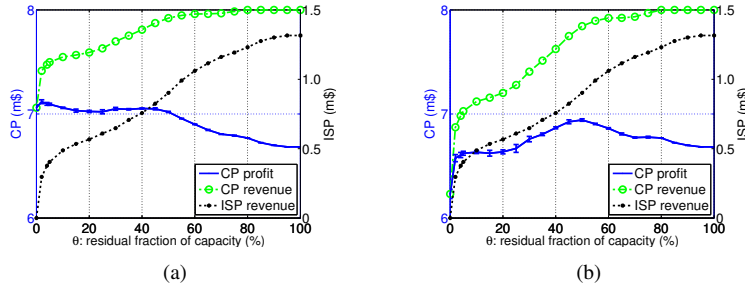 8
7
6
CP (m$)
1.5
1.0
0.5
0
ISP (m$)
CP profit
CP revenue
ISP revenue
0 20 40 60 80 100
θ: residual fraction of capacity (%)
(a)
8
7
6
CP (m$)
1.5
1.0
0.5
0
ISP (m$)
CP profit
CP revenue
ISP revenue
0 20 40 60 80 100
θ: residual fraction of capacity (%)
(b)